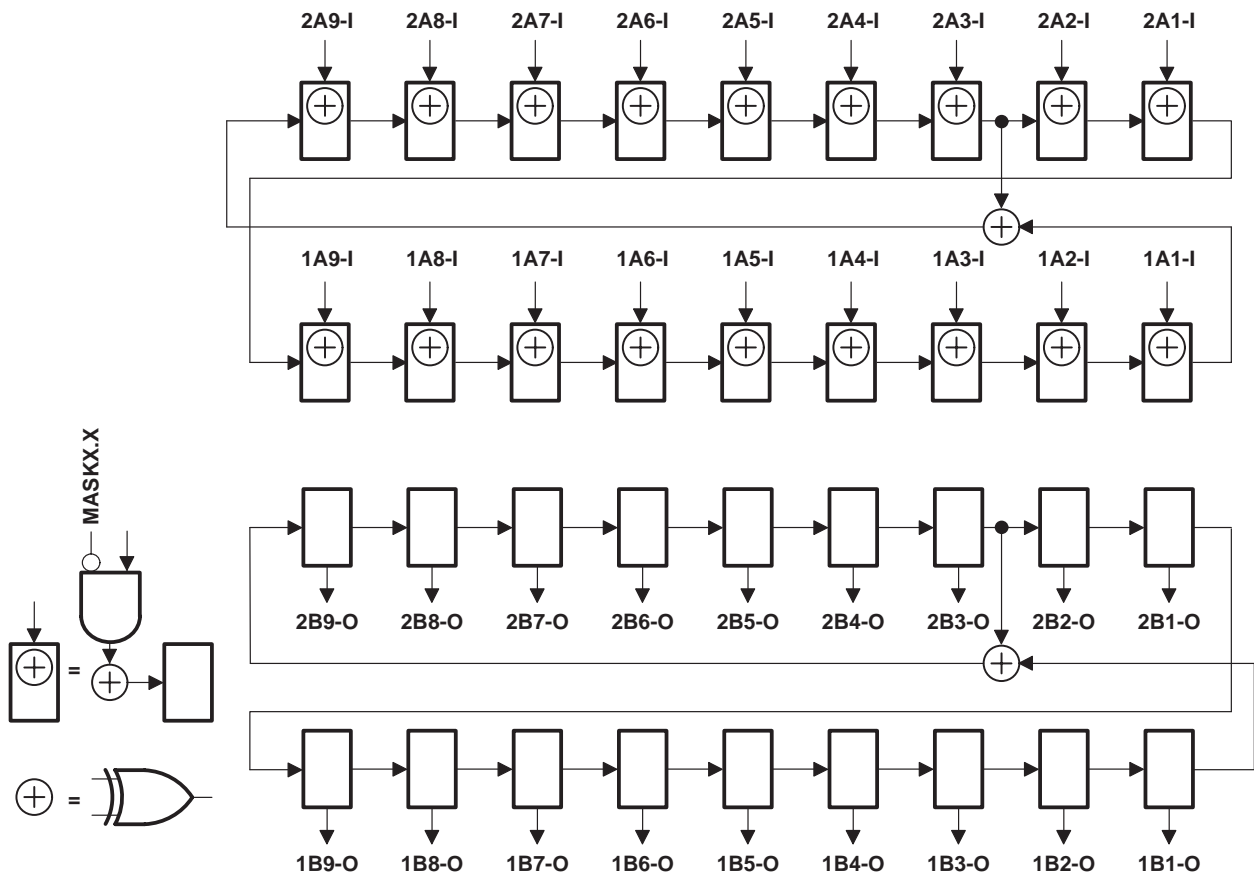 2A9-I 2A8-I 2A7-I 2A6-I 2A5-I 2A4-I 2A3-I 2A2-I 2A1-I
1A9-I 1A8-I 1A7-I 1A6-I 1A5-I 1A4-I 1A3-I 1A2-I 1A1-I
MASKX.X
2B9-O 2B8-O 2B7-O 2B6-O 2B5-O 2B4-O 2B3-O 2B2-O 2B1-O
=
=
1B9-O 1B8-O 1B7-O 1B6-O 1B5-O 1B4-O 1B3-O 1B2-O 1B1-O